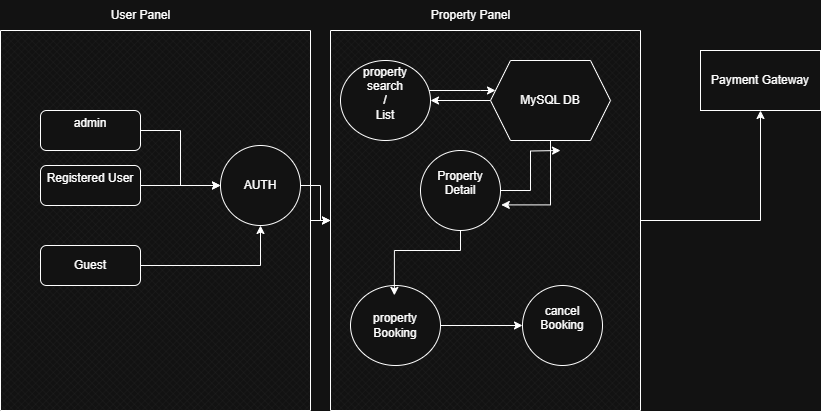 User Panel
Property Panel
admin
Registered User
Guest
AUTH
property
search
/
List
MySQL DB
Property
Detail
property
Booking
cancel
Booking
Payment Gateway